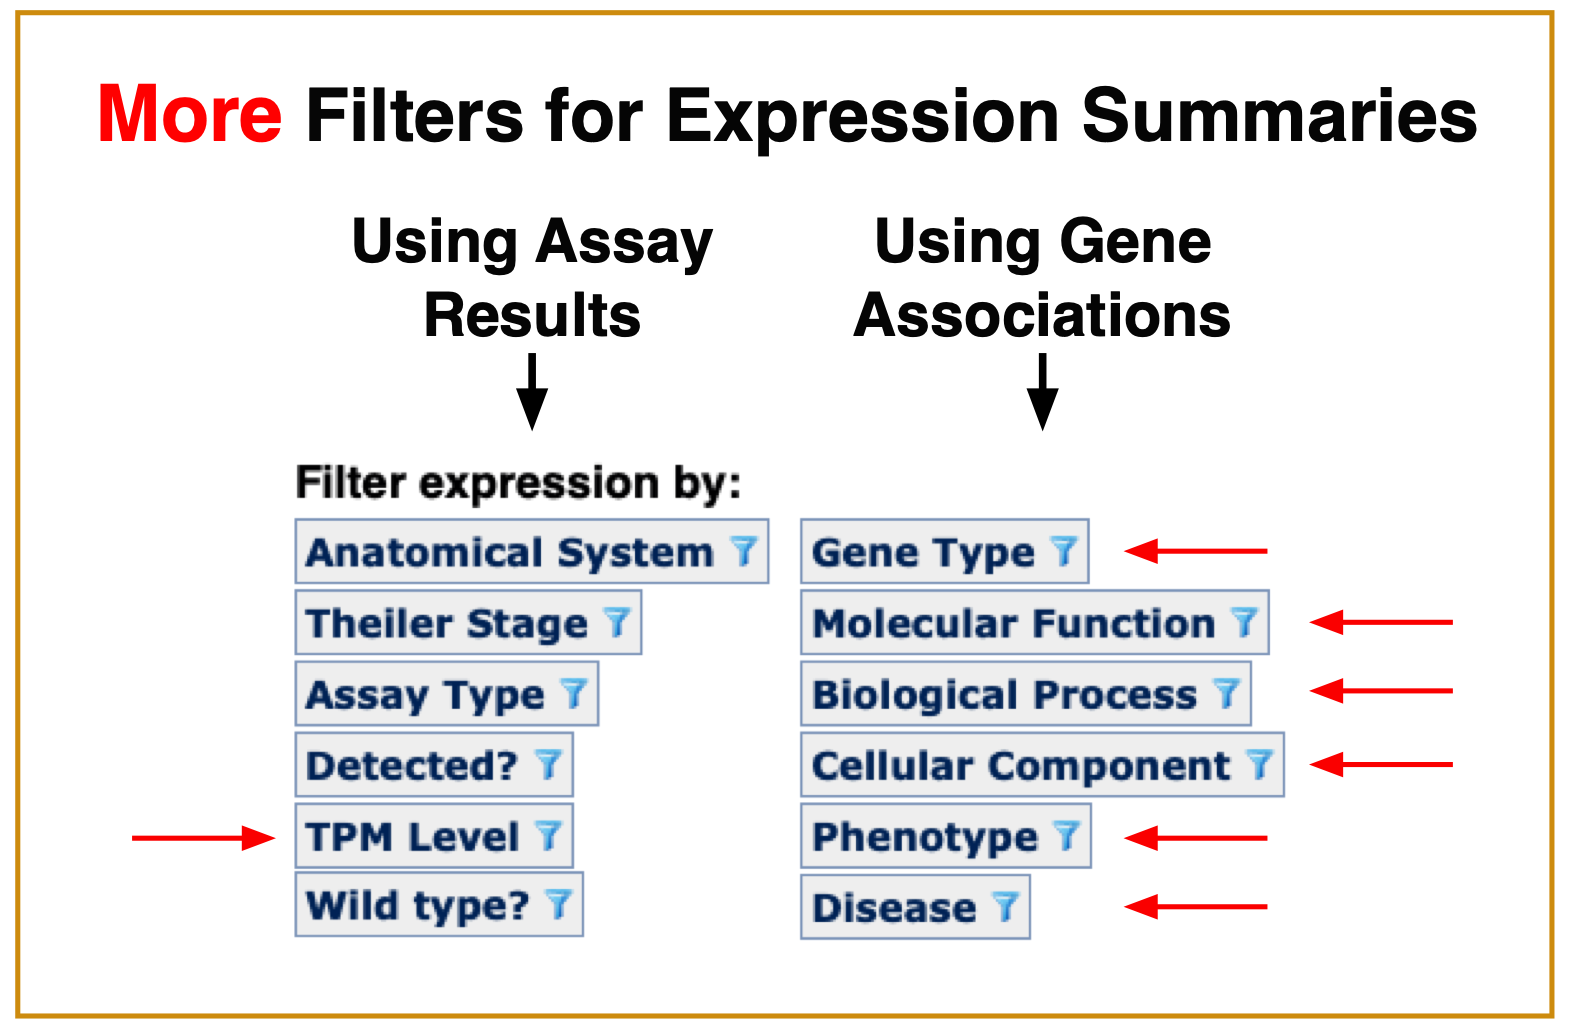 More Filters for Expression Summaries
Using Assay
Results
Using Gene
Associations
Filter expression by:
Anatomical System
Theiler Stage
Assay Type
Detected?
TPM Level
Wild type?
Gene Type
Molecular Function
Biological Process
Cellular Component
Phenotype
Disease